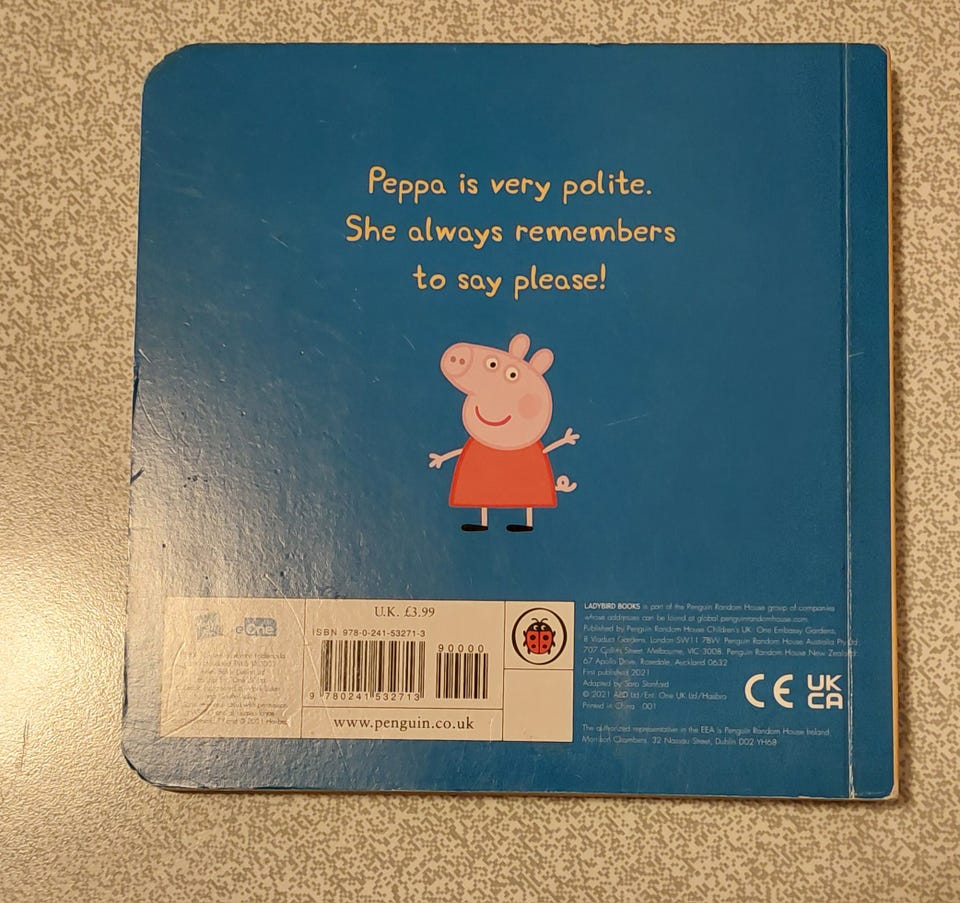 Peppa is very polite.
She always remembers
to say please!
U.K. £3.99
ISBN 978-0-241-53271-3
90000
9 780241 532713
www.penguin.co.uk
One
LADYBIRD BOOKS is part of the Penguin Random House group of companies
whose addresses can be found at global.penguinrandomhouse.com.
Published by Penguin Random House Children's UK: One Embassy Gardens,
8 Viaduct Gardens, London SW11 7BW. Penguin Random House Australia Pty Ltd:
707 Collins Street, Melbourne, VIC 3008. Penguin Random House New Zealand:
67 Apollo Drive, Rosedale, Auckland 0632
First published 2021
Adapted by
© 2021 ABD Ltd/Ent. One UK Ltd/Hasbro
Printed in China 001
CE UK
CA
The authorized representative in the EEA is Penguin Random House Ireland,
Morrison Chambers, 32 Nassau Street, Dublin D02 YH68